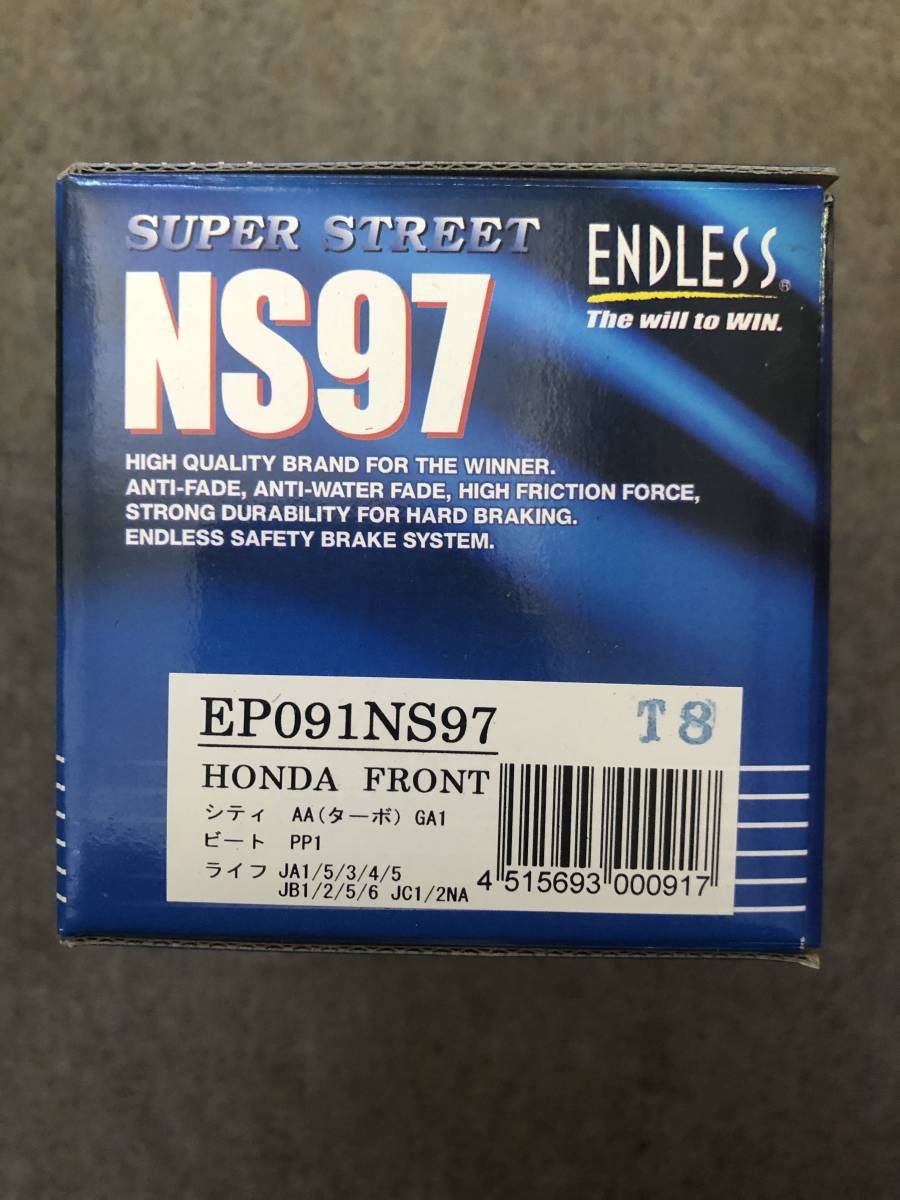 SUPER STREET
NS97
ENDLESS®
The will to WIN.
HIGH QUALITY BRAND FOR THE WINNER.
ANTI-FADE, ANTI-WATER FADE, HIGH FRICTION FORCE,
STRONG DURABILITY FOR HARD BRAKING.
ENDLESS SAFETY BRAKE SYSTEM.
EP091NS97
T8
HONDA FRONT
シティ AA(ターボ) GA1
ビート PP1
ライフ JA1/5/3/4/5
JB1/2/5/6 JC1/2NA
4 515693 000917